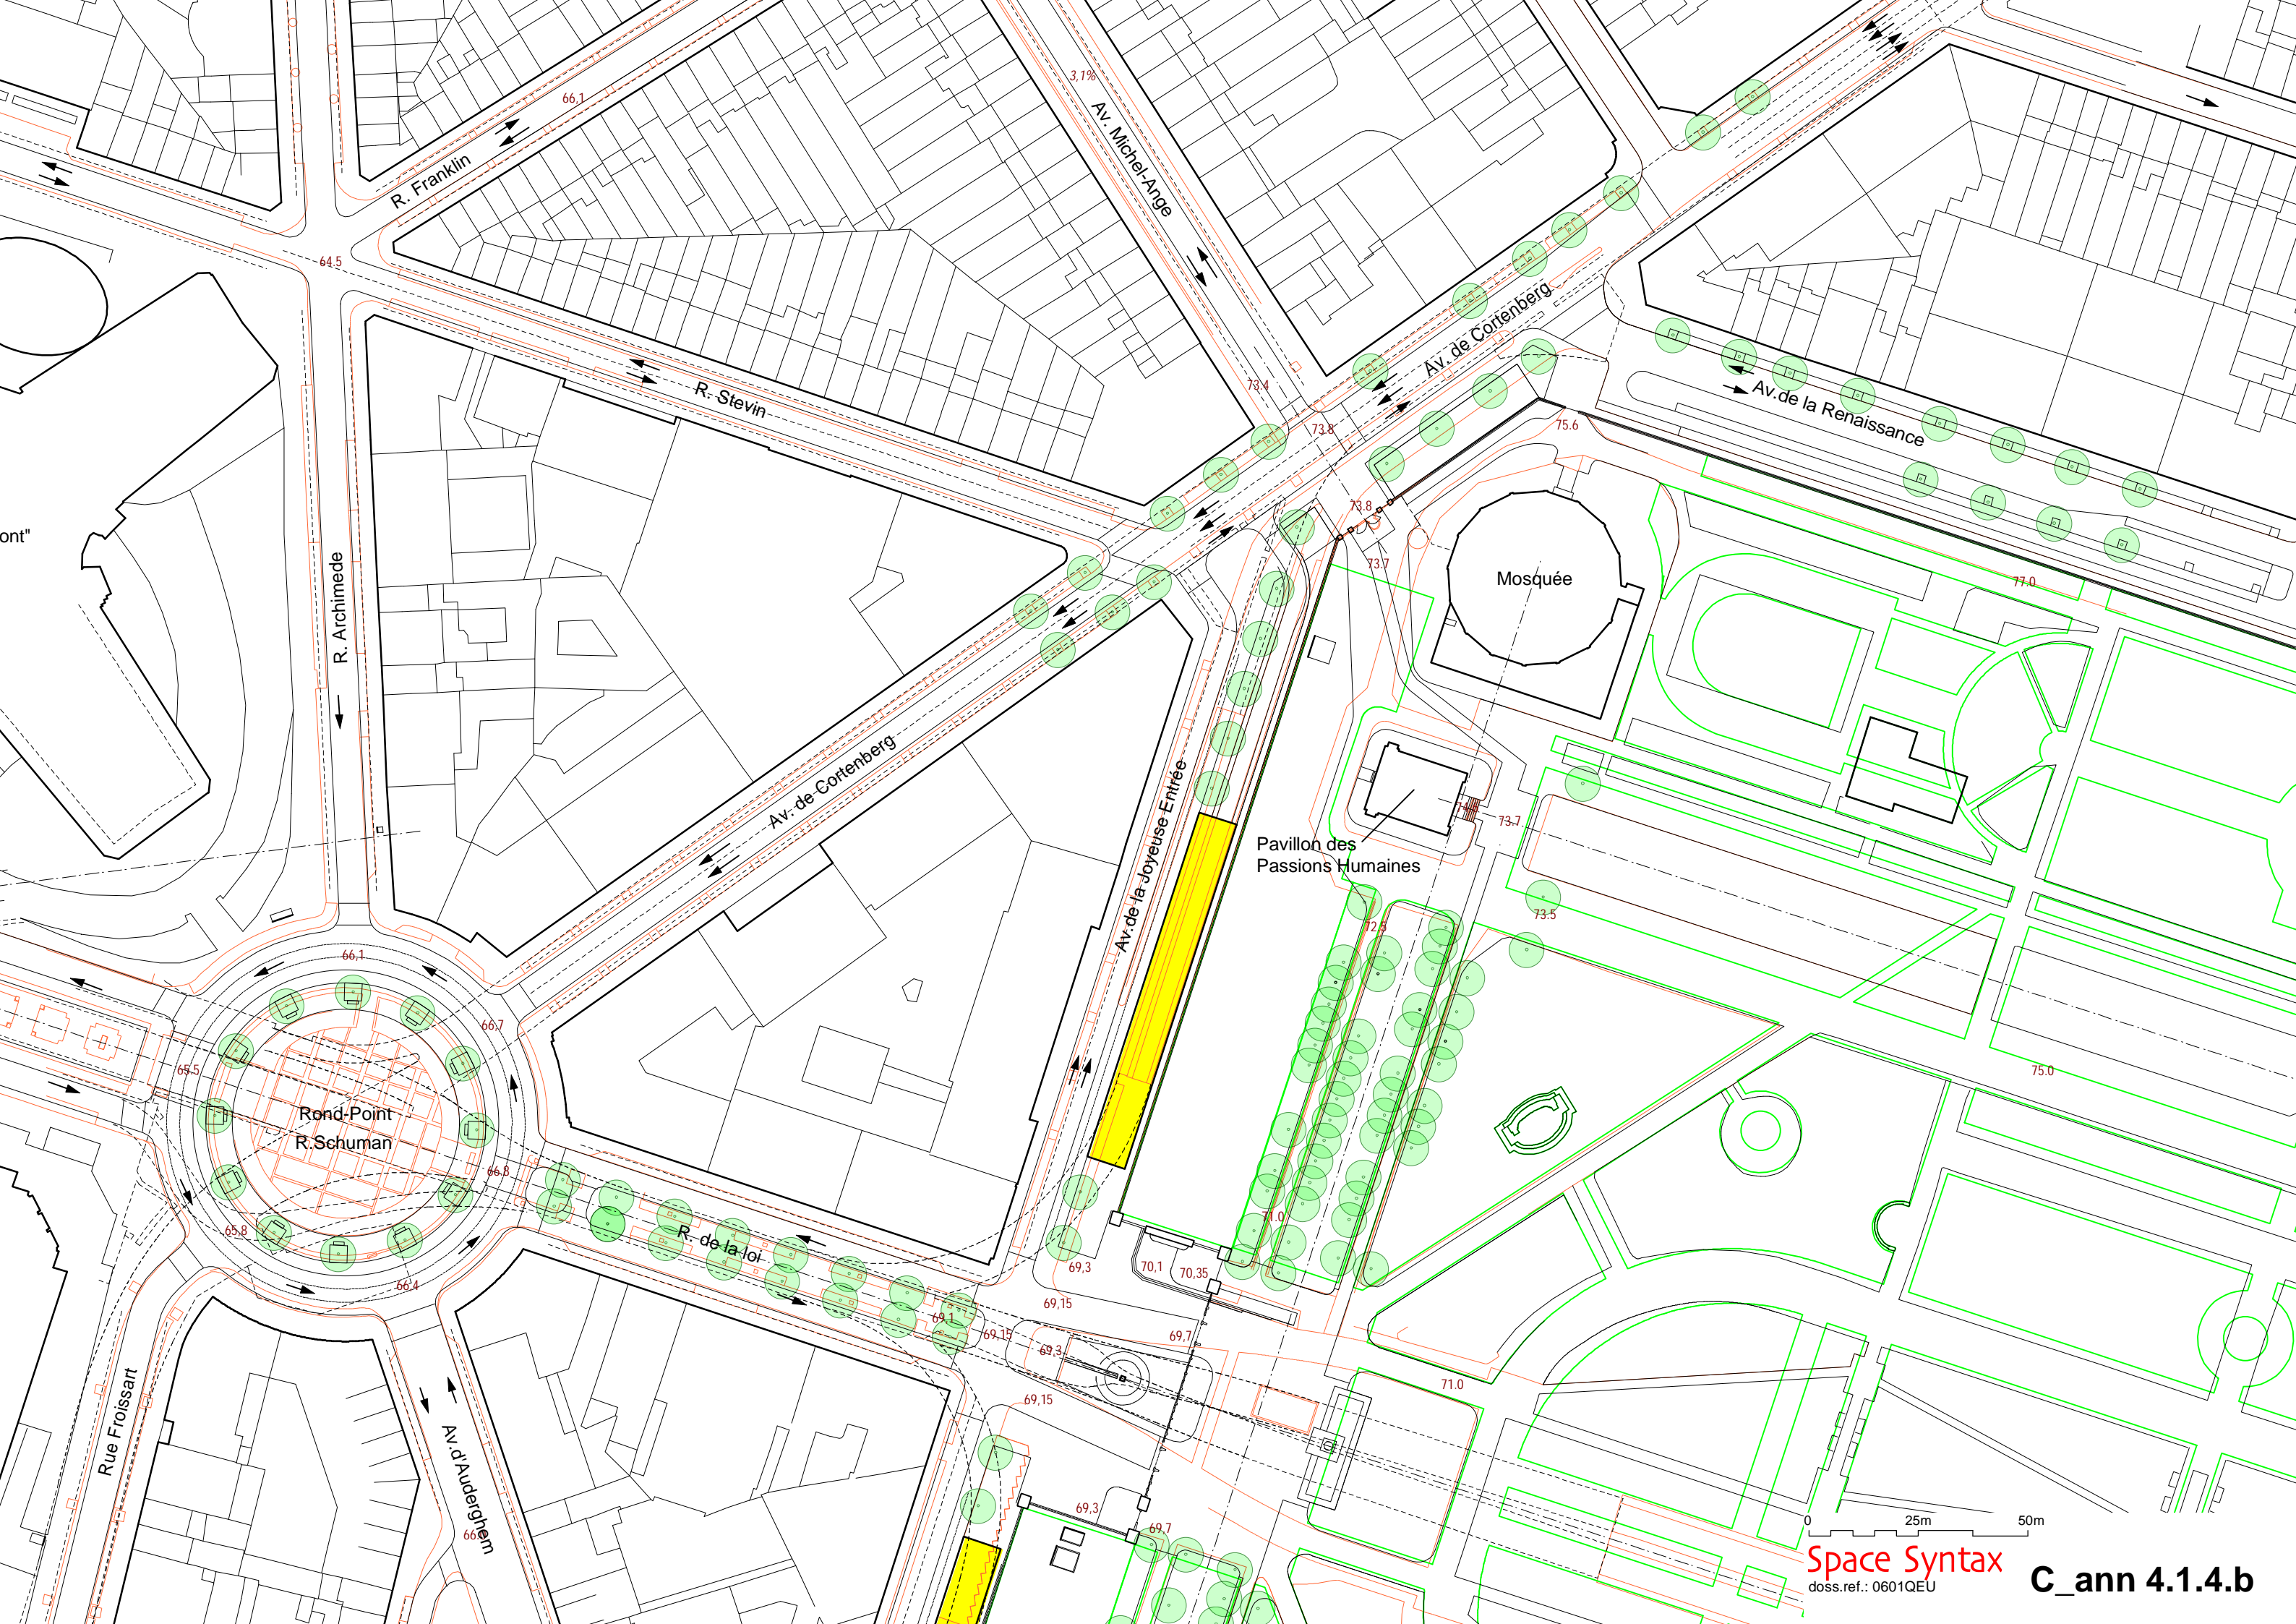 3,1%
66,1
R. Franklin
Av. Michel-Ange
64.5
Av. de Cortenberg
R. Stevin
73.4
73.8
75.6
Av.de la Renaissance
73.8
73.7
ont"
R. Archimede
Mosquée
77.0
Av. de Cortenberg
Av.de la Joyeuse Entrée
73.7
Pavillon des
Passions Humaines
73.5
72.5
66,1
66.7
65.5
75.0
Rond-Point
R.Schuman
66.8
65.8
71.0
R. de la loi
66.4
69,3
70,1
70,35
69,15
69.1
69,15
69,7
69,3
71.0
69,15
Rue Froissart
Av.d'Auderghem
69,3
69,7
0
25m
50m
Space Syntax
doss.ref.: 0601QEU
C_ann 4.1.4.b